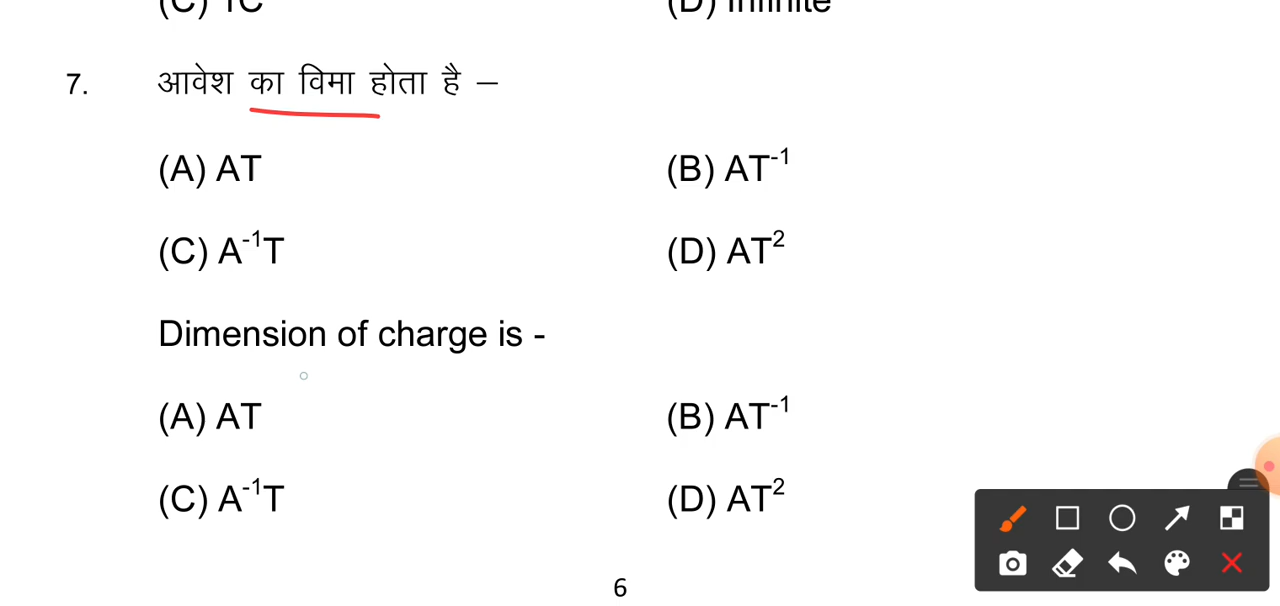 7. आवेश का विमा होता है –
(A) AT (B) AT⁻¹
(C) A⁻¹T (D) AT²
Dimension of charge is -
(A) AT (B) AT⁻¹
(C) A⁻¹T (D) AT²
6